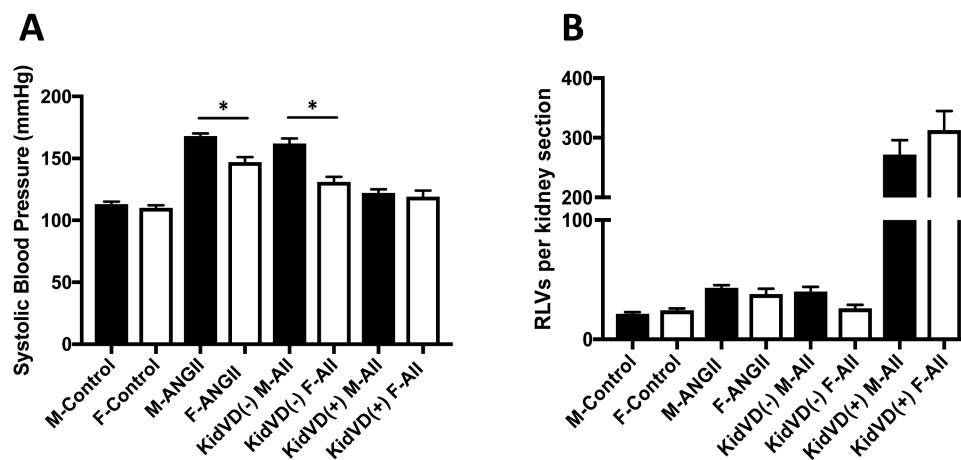 A
Systolic Blood Pressure (mmHg)
200
150
100
50
0
*
*
M-Control
F-Control
M-ANGII
F-ANGII
KidVD(-) M-AII
KidVD(-) F-AII
KidVD(+) M-AII
KidVD(+) F-AII
B
RLVs per kidney section
400
300
200
100
0
M-Control
F-Control
M-ANGII
F-ANGII
KidVD(-) M-AII
KidVD(-) F-AII
KidVD(+) M-AII
KidVD(+) F-AII